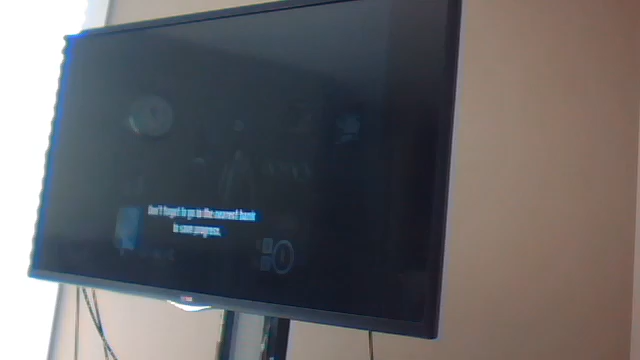 Don't forget to go to the nearest bank
to save progress.